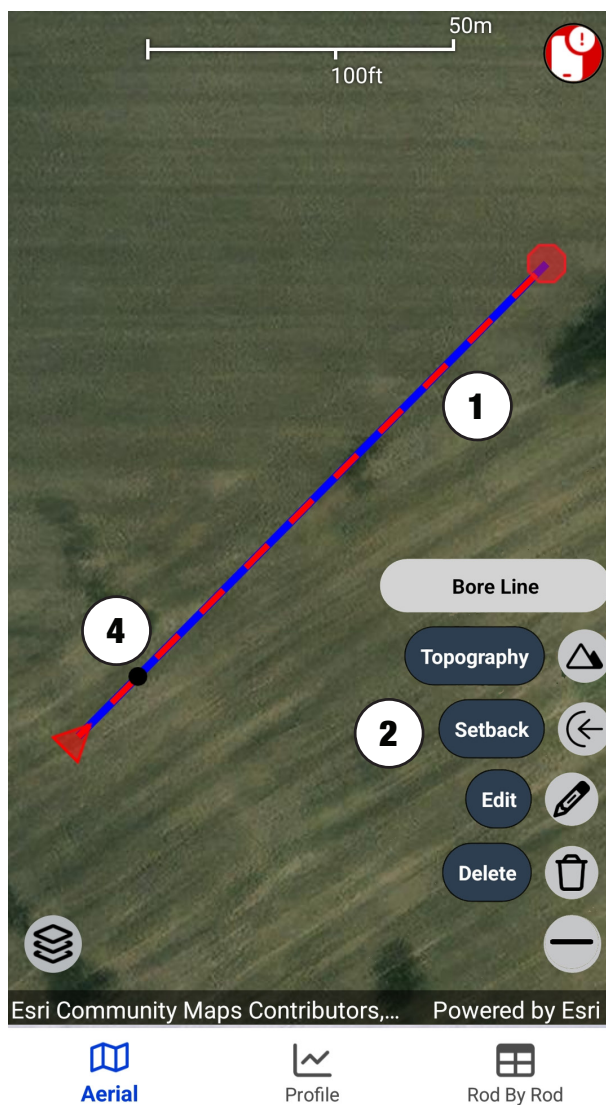 50m
100ft
!
1
Bore Line
4
Topography
2
Setback
Edit
Delete
Esri Community Maps Contributors,... Powered by Esri
Aerial
Profile
Rod By Rod